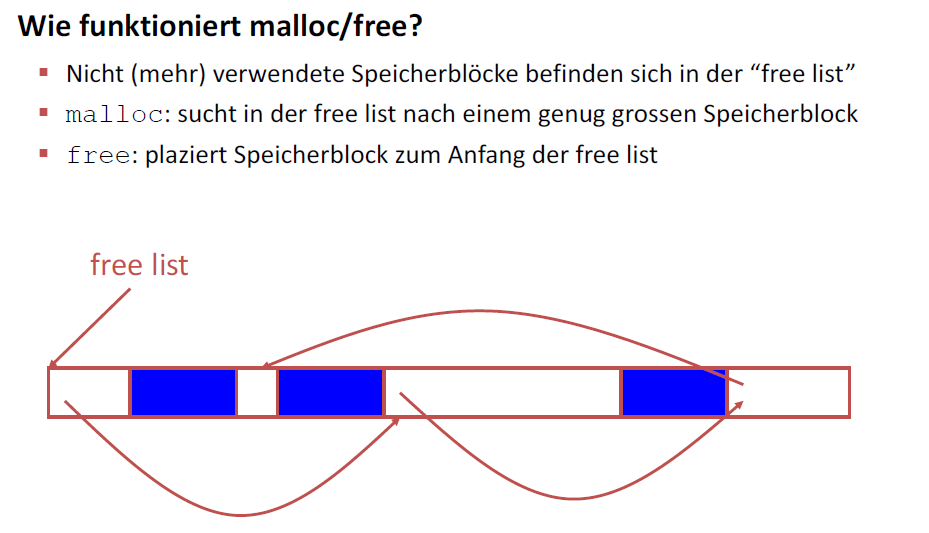 Wie funktioniert malloc/free?
▪ Nicht (mehr) verwendete Speicherblöcke befinden sich in der “free list”
▪ malloc: sucht in der free list nach einem genug grossen Speicherblock
▪ free: plaziert Speicherblock zum Anfang der free list
free list